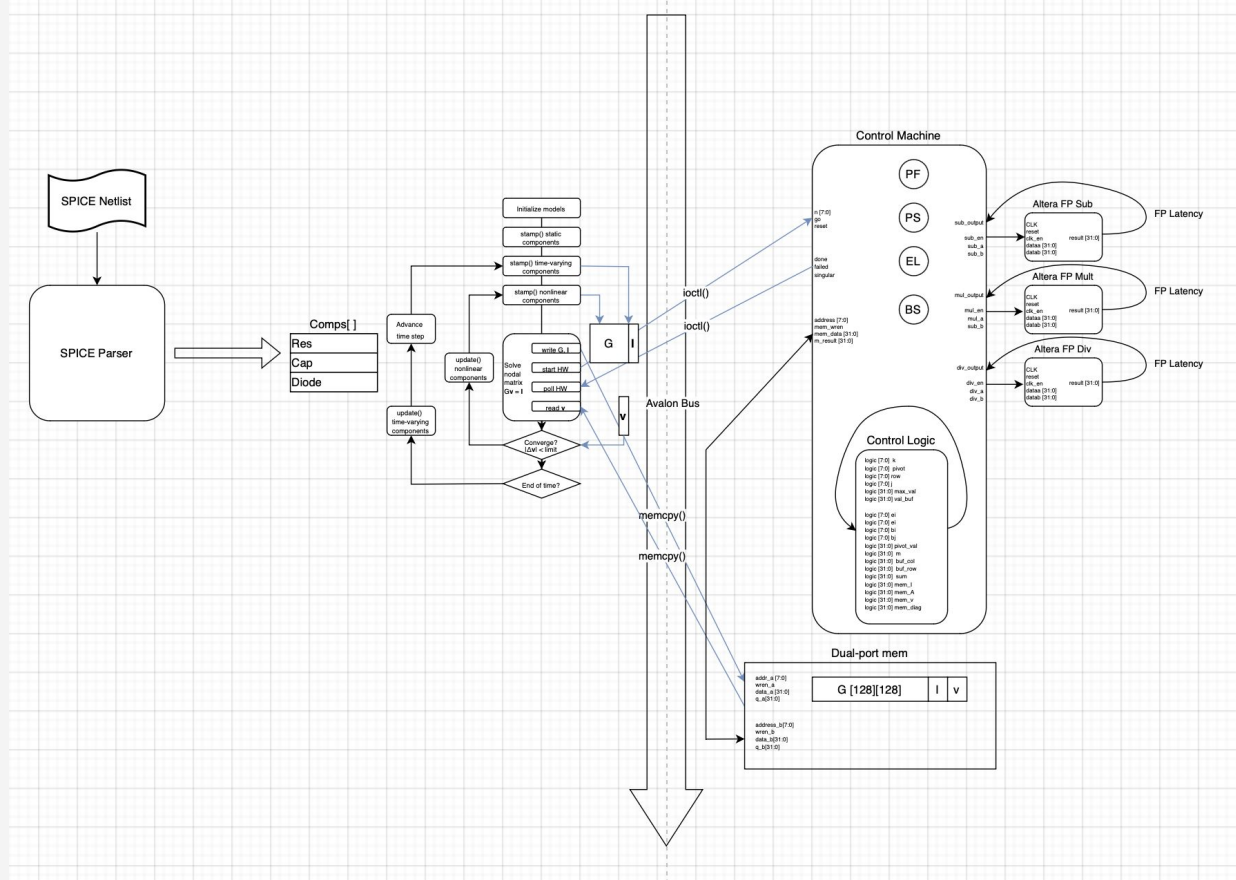 SPICE Netlist
SPICE Parser
Comps[ ]
Res
Cap
Diode
Initialize models
stamp() static
components
stamp() time-varying
components
stamp() nonlinear
components
Advance
time step
update()
nonlinear
components
update()
time-varying
components
Solve
nodal
matrix
Gv = I
write G, I
start HW
poll HW
read v
Converge?
|Δv| < limit
End of time?
G
I
v
ioctl()
ioctl()
Avalon Bus
memcpy()
memcpy()
Control Machine
PF
PS
EL
BS
n [7:0]
go
reset
done
failed
singular
address [7:0]
mem_wren
mem_data [31:0]
m_result [31:0]
sub_output
sub_en
sub_a
sub_b
mul_output
mul_en
mul_a
sub_b
div_output
div_en
div_a
div_b
Altera FP Sub
CLK
reset
clk_en
dataa [31:0]
datab [31:0]
result [31:0]
FP Latency
Altera FP Mult
CLK
reset
clk_en
dataa [31:0]
datab [31:0]
result [31:0]
FP Latency
Altera FP Div
CLK
reset
clk_en
dataa [31:0]
datab [31:0]
result [31:0]
FP Latency
Control Logic
logic [7:0] k
logic [7:0] pivot
logic [7:0] row
logic [7:0] j
logic [31:0] max_val
logic [31:0] val_buf
logic [7:0] ei
logic [7:0] ei
logic [7:0] bi
logic [7:0] bj
logic [31:0] pivot_val
logic [31:0] m
logic [31:0] buf_col
logic [31:0] buf_row
logic [31:0] sum
logic [31:0] mem_I
logic [31:0] mem_A
logic [31:0] mem_v
logic [31:0] mem_diag
Dual-port mem
addr_a [7:0]
wren_a
data_a [31:0]
q_a[31:0]
G [128][128]
I
v
address_b[7:0]
wren_b
data_b[31:0]
q_b[31:0]